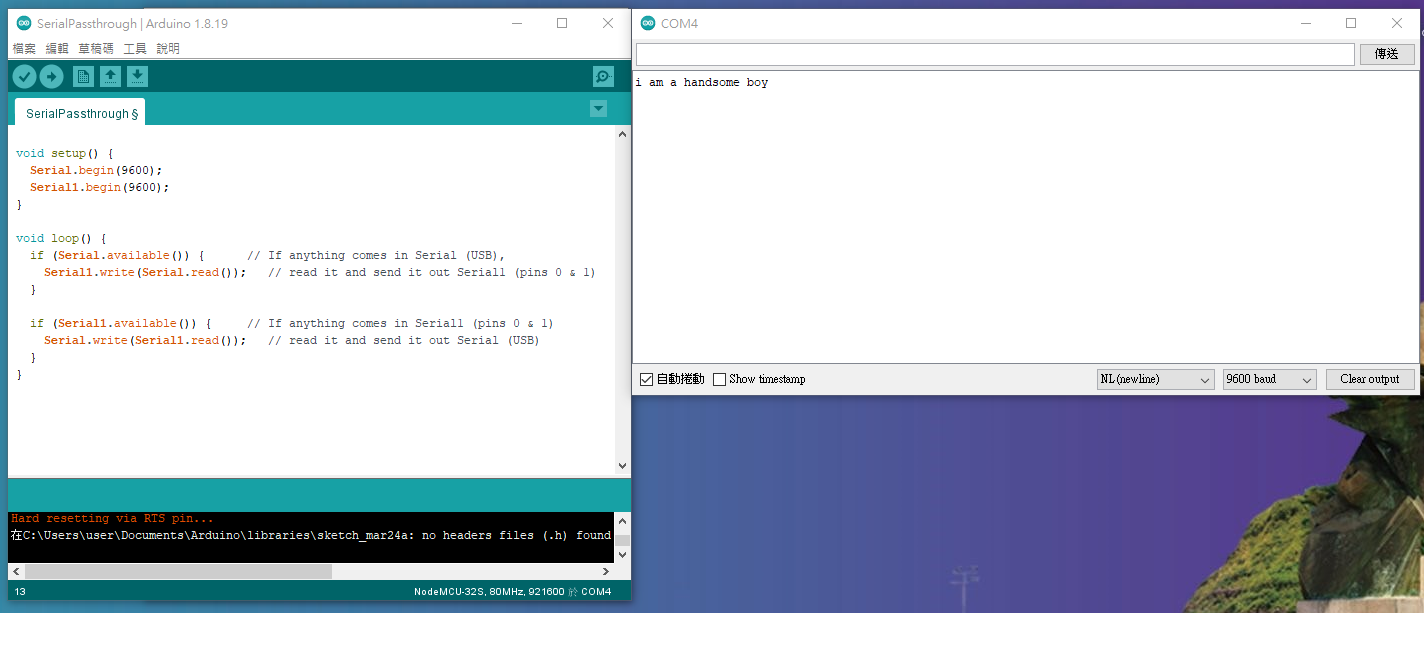 SerialPassthrough | Arduino 1.8.19
檔案 編輯 草稿碼 工具 說明
SerialPassthrough §
void setup() {
  Serial.begin(9600);
  Serial1.begin(9600);
}
void loop() {
  if (Serial.available()) {      // If anything comes in Serial (USB),
    Serial1.write(Serial.read());   // read it and send it out Serial1 (pins 0 & 1)
  }
  if (Serial1.available()) {     // If anything comes in Serial1 (pins 0 & 1)
    Serial.write(Serial1.read());   // read it and send it out Serial (USB)
  }
}
Hard resetting via RTS pin...
在C:\Users\user\Documents\Arduino\libraries\sketch_mar24a: no headers files (.h) found
13
NodeMCU-32S, 80MHz, 921600 於 COM4
COM4
傳送
i am a handsome boy
自動捲動 Show timestamp
NL(newline) 9600 baud Clear output